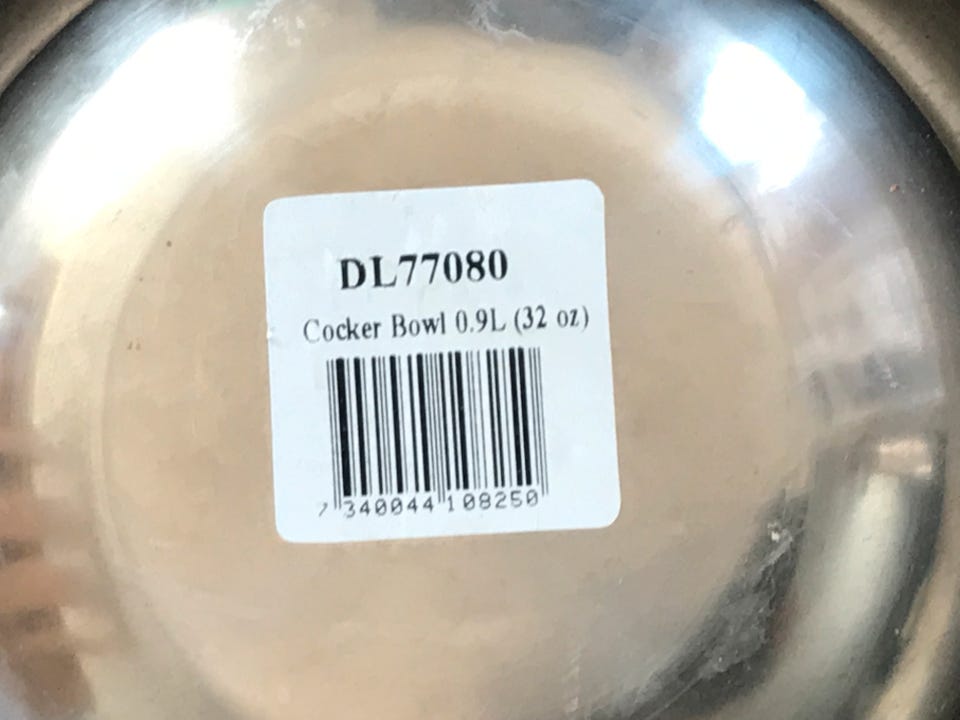 DL77080
Cocker Bowl 0.9L (32 oz)
7 340044 108250